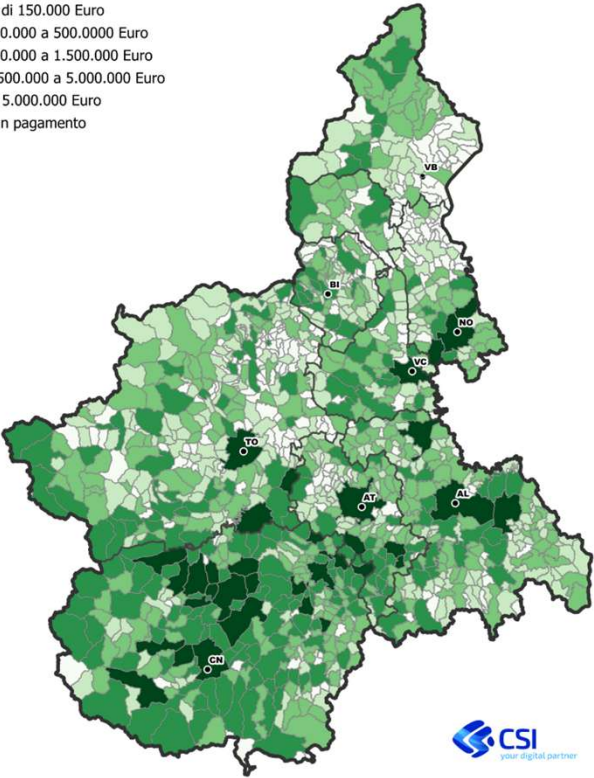 di 150.000 Euro
0.000 a 500.0000 Euro
0.000 a 1.500.000 Euro
500.000 a 5.000.000 Euro
5.000.000 Euro
n pagamento
VB
BI
NO
VC
TO
AT
AL
CN
CSI
your digital partner